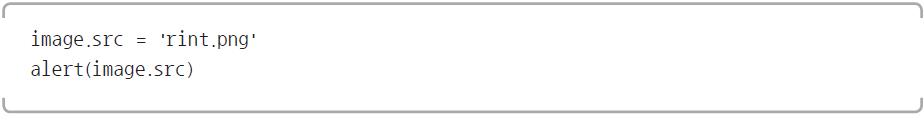 image.src = 'rint.png'
alert(image.src)